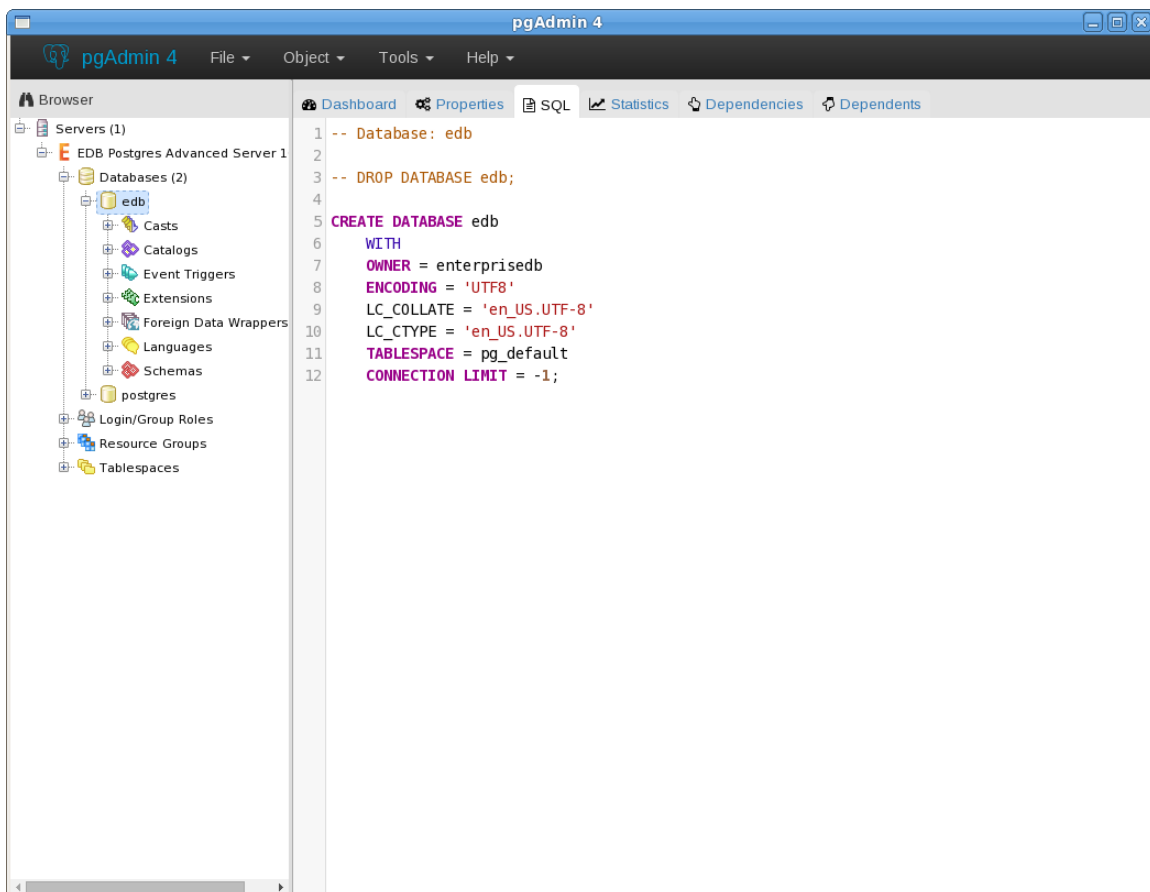 pgAdmin 4
pgAdmin 4 File Object Tools Help
Browser
Dashboard Properties SQL Statistics Dependencies Dependents
Servers (1)
EDB Postgres Advanced Server 1
Databases (2)
edb
Casts
Catalogs
Event Triggers
Extensions
Foreign Data Wrappers
Languages
Schemas
postgres
Login/Group Roles
Resource Groups
Tablespaces
1 -- Database: edb
2
3 -- DROP DATABASE edb;
4
5 CREATE DATABASE edb
6 WITH
7 OWNER = enterprisedb
8 ENCODING = 'UTF8'
9 LC_COLLATE = 'en_US.UTF-8'
10 LC_CTYPE = 'en_US.UTF-8'
11 TABLESPACE = pg_default
12 CONNECTION LIMIT = -1;